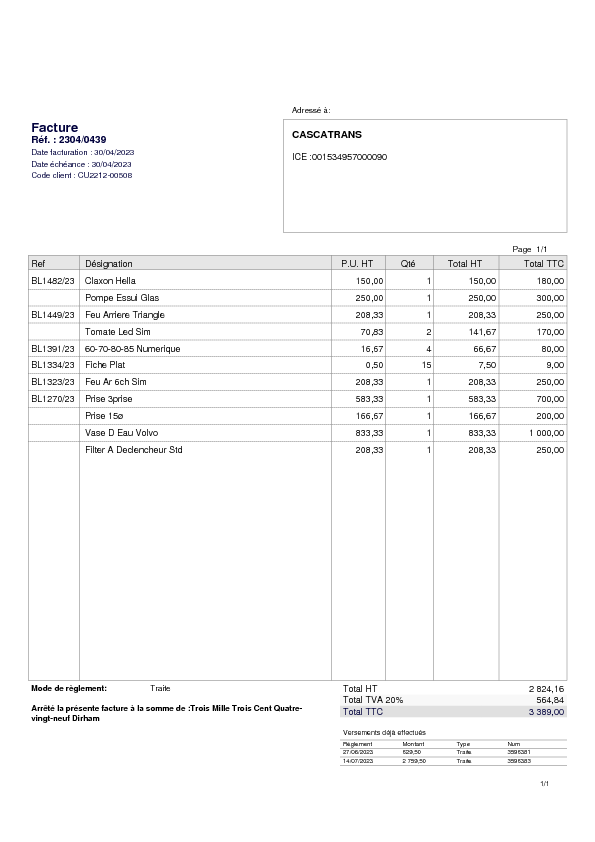 Adressé à:
Facture
Réf. : 2304/0439
Date facturation : 30/04/2023
Date échéance : 30/04/2023
Code client : CU2212-00508
CASCATRANS
ICE :001534957000090
Page 1/1
Ref Désignation P.U. HT Qté Total HT Total TTC
BL1482/23 Claxon Hella 150,00 1 150,00 180,00
Pompe Essui Glas 250,00 1 250,00 300,00
BL1449/23 Feu Arriere Triangle 208,33 1 208,33 250,00
Tomate Led Sim 70,83 2 141,67 170,00
BL1391/23 60-70-80-85 Numerique 16,67 4 66,67 80,00
BL1334/23 Fiche Plat 0,50 15 7,50 9,00
BL1323/23 Feu Ar 6ch Sim 208,33 1 208,33 250,00
BL1270/23 Prise 3prise 583,33 1 583,33 700,00
Prise 15ø 166,67 1 166,67 200,00
Vase D Eau Volvo 833,33 1 833,33 1 000,00
Filter A Declencheur Std 208,33 1 208,33 250,00
Mode de règlement: Traite
Total HT 2 824,16
Total TVA 20% 564,84
Total TTC 3 389,00
Arrêté la présente facture à la somme de :Trois Mille Trois Cent Quatre-
vingt-neuf Dirham
Versements déjà effectués
Règlement Montant Type Num
27/06/2023 629,50 Traite 3595381
14/07/2023 2 759,50 Traite 3595383
1/1